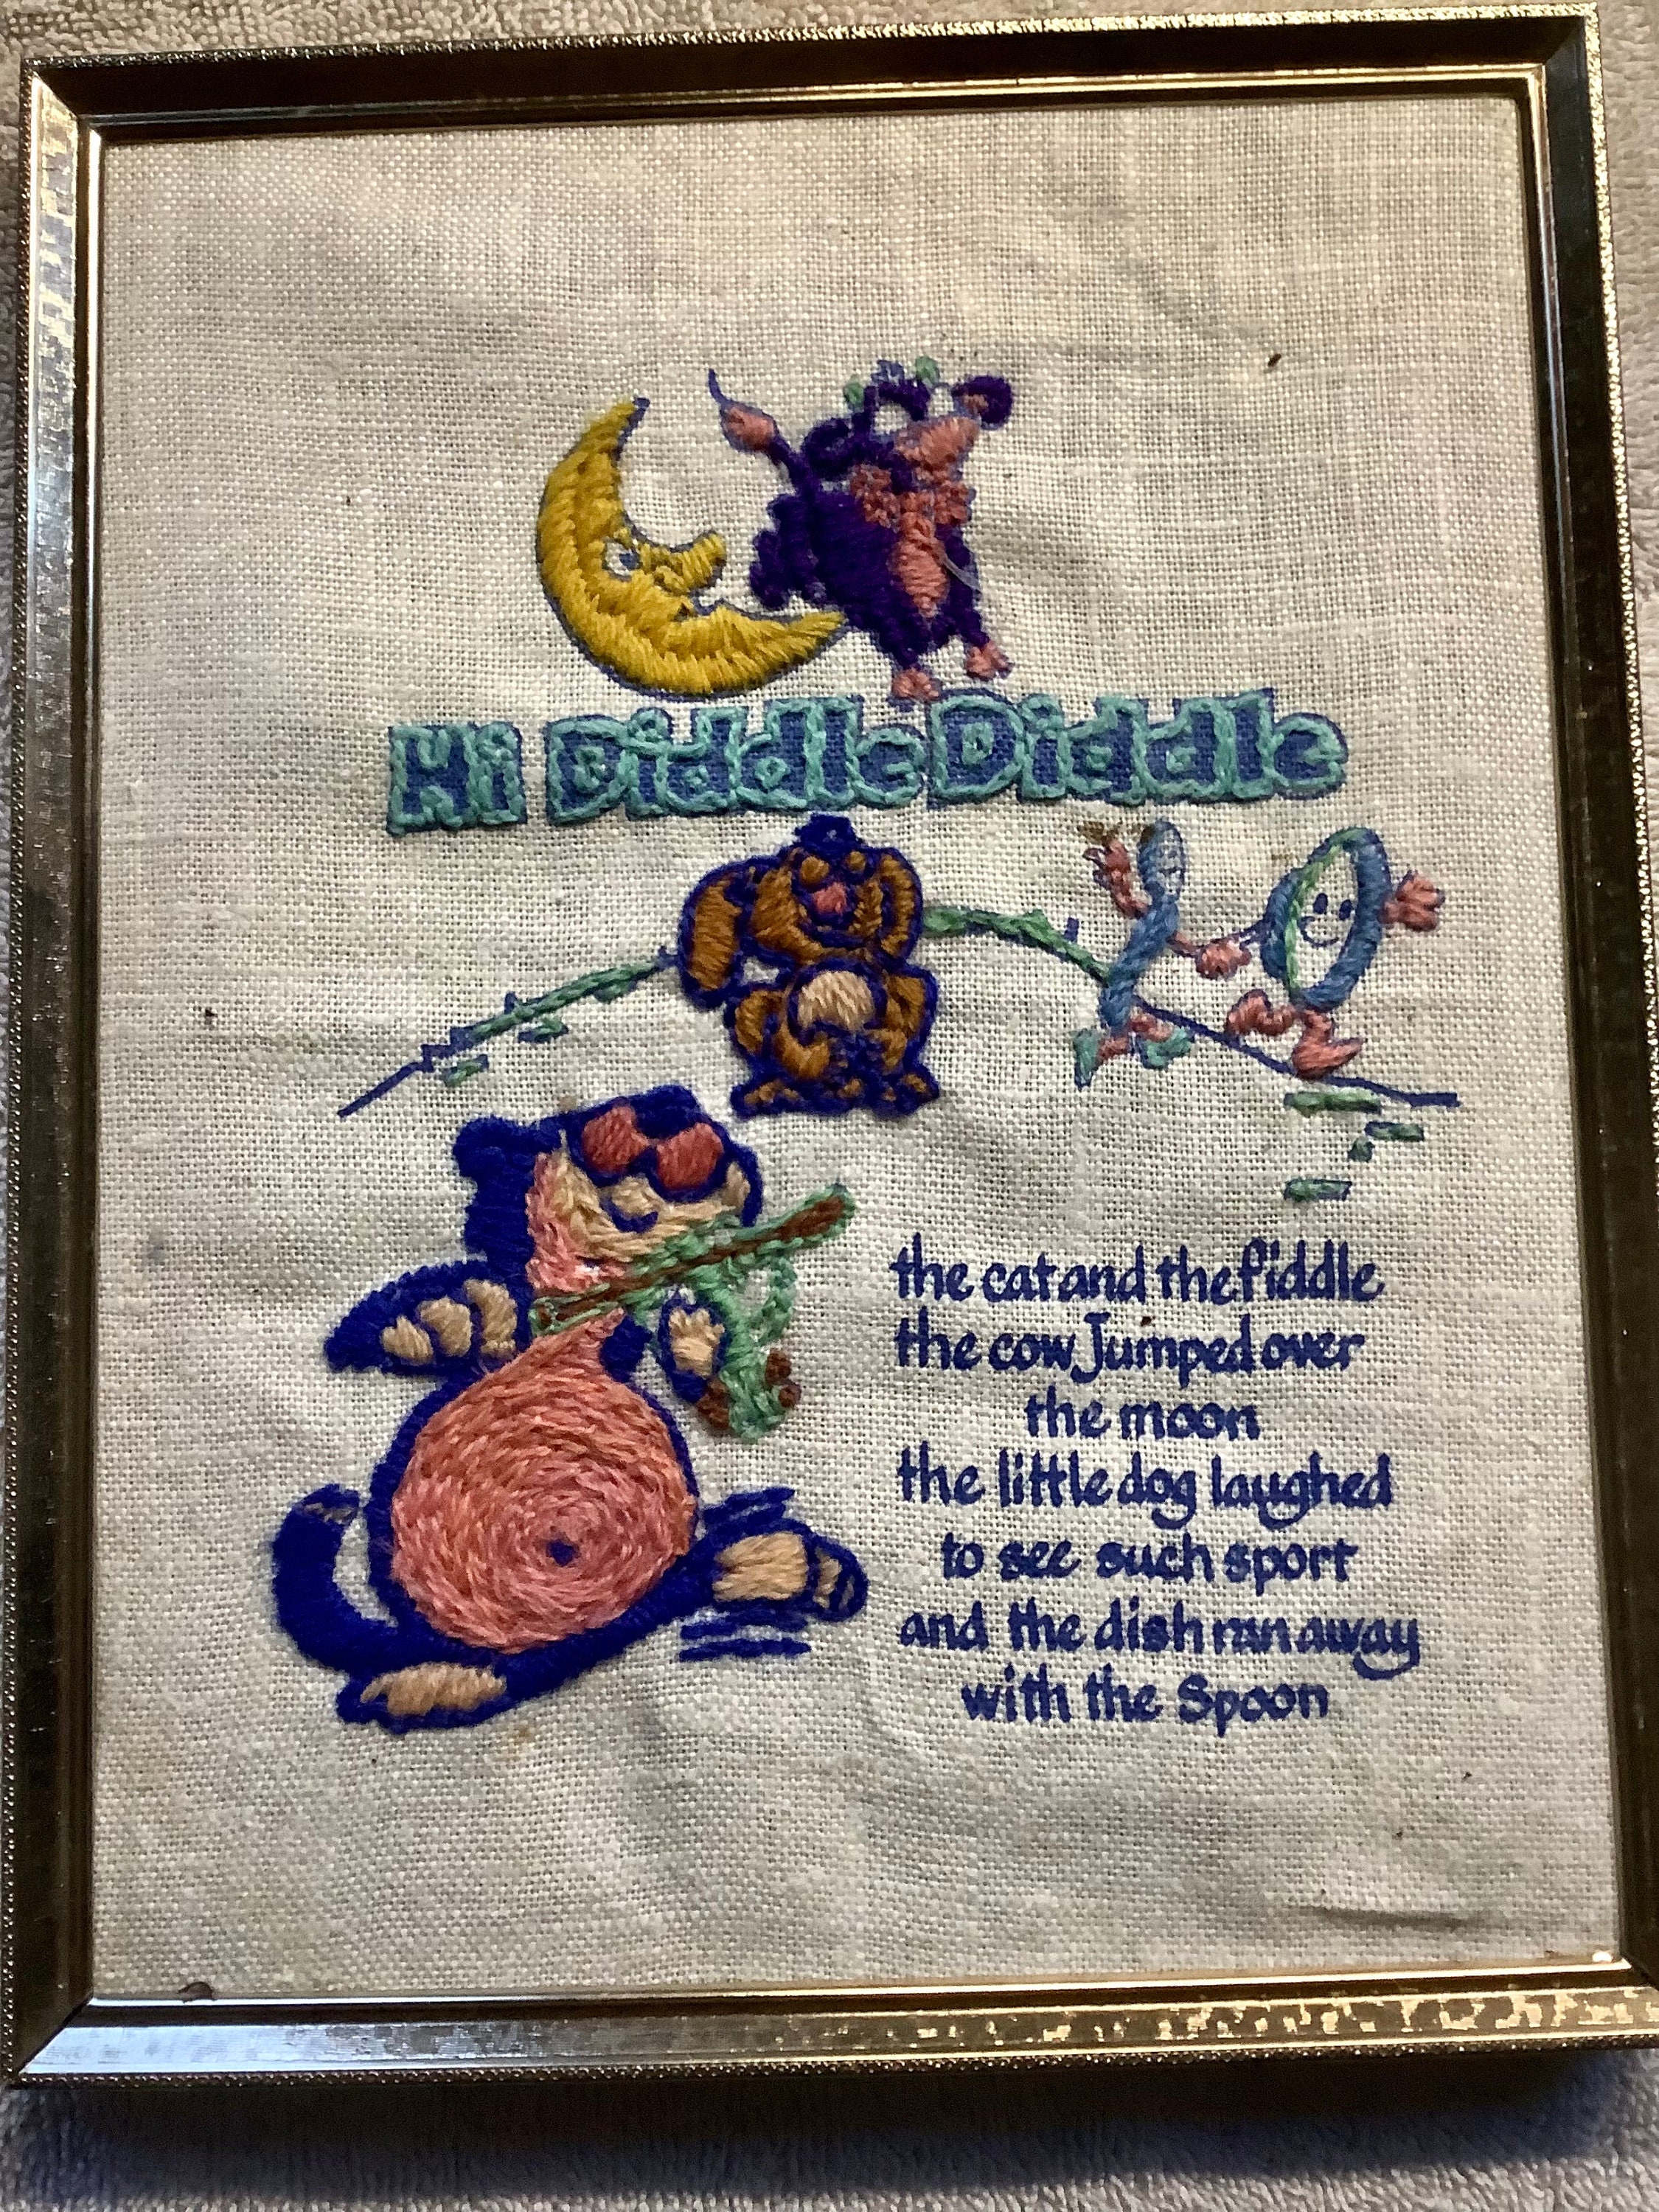 Hi Diddle Diddle
the cat and the fiddle
the cow Jumped over
the moon
the little dog laughed
to see such sport
and the dish ran away
with the Spoon